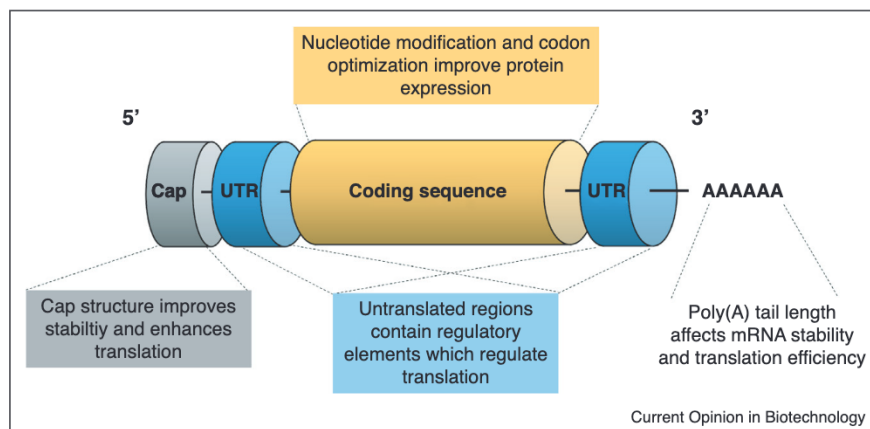 Nucleotide modification and codon
optimization improve protein
expression
5’
3’
Cap
UTR
Coding sequence
UTR
AAAAAA
Cap structure improves
stabiltiy and enhances
translation
Untranslated regions
contain regulatory
elements which regulate
translation
Poly(A) tail length
affects mRNA stability
and translation efficiency
Current Opinion in Biotechnology